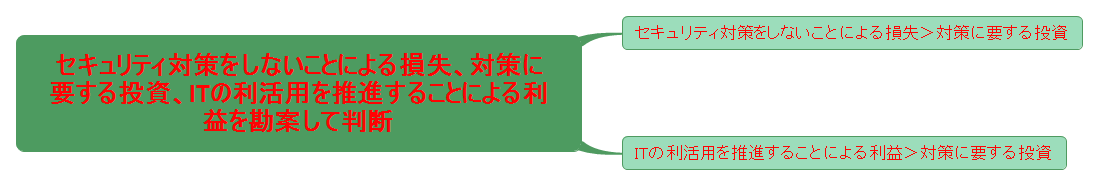 セキュリティ対策をしないことによる損失、対策に
要する投資、ITの利活用を推進することによる利
益を勘案して判断
セキュリティ対策をしないことによる損失＞対策に要する投資
ITの利活用を推進することによる利益＞対策に要する投資